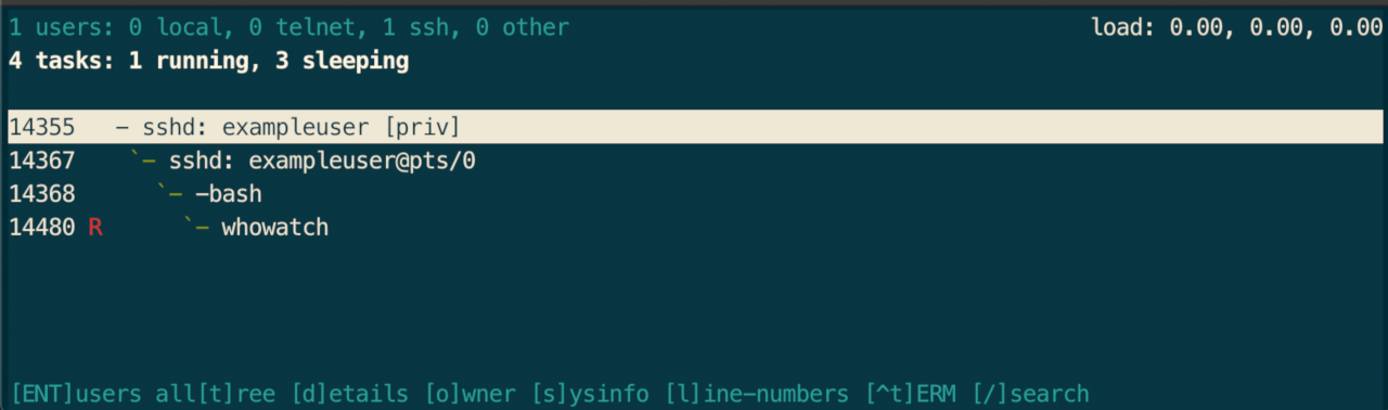 1 users: 0 local, 0 telnet, 1 ssh, 0 other load: 0.00, 0.00, 0.00
4 tasks: 1 running, 3 sleeping
14355 - sshd: exampleuser [priv]
14367 `- sshd: exampleuser@pts/0
14368 `- -bash
14480 R `- whowatch
[ENT]users all[t]ree [d]etails [o]wner [s]ysinfo [l]ine-numbers [^t]ERM [/]search